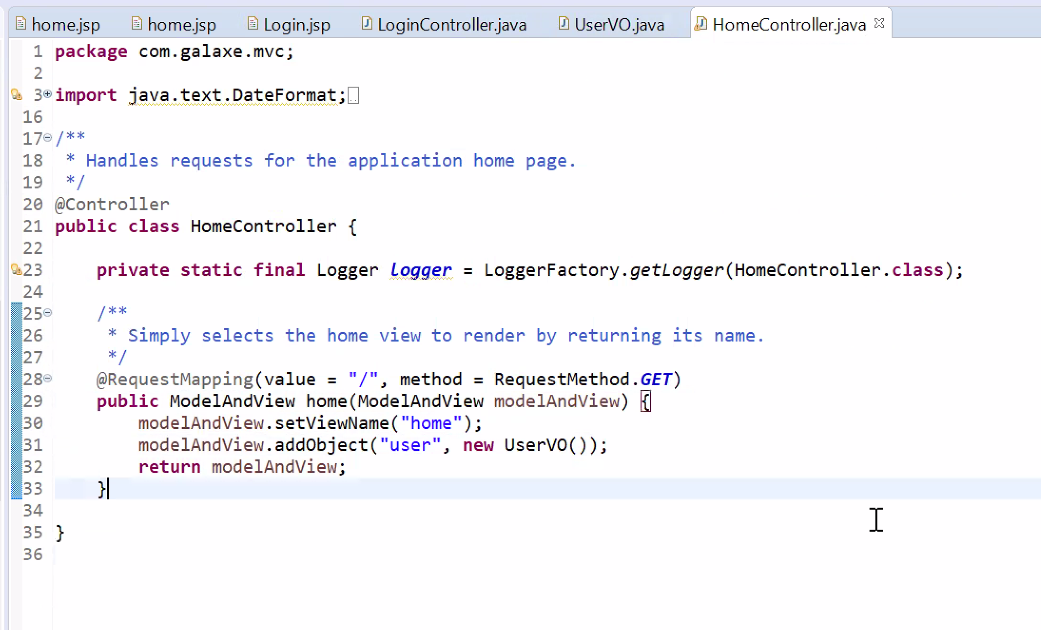 home.jsp home.jsp Login.jsp LoginController.java UserVO.java HomeController.java
1 package com.galaxe.mvc;
2
3 import java.text.DateFormat;
16
17 /**
18  * Handles requests for the application home page.
19  */
20 @Controller
21 public class HomeController {
22
23     private static final Logger logger = LoggerFactory.getLogger(HomeController.class);
24
25     /**
26      * Simply selects the home view to render by returning its name.
27      */
28     @RequestMapping(value = "/", method = RequestMethod.GET)
29     public ModelAndView home(ModelAndView modelAndView) {
30         modelAndView.setViewName("home");
31         modelAndView.addObject("user", new UserVO());
32         return modelAndView;
33     }
34
35 }
36